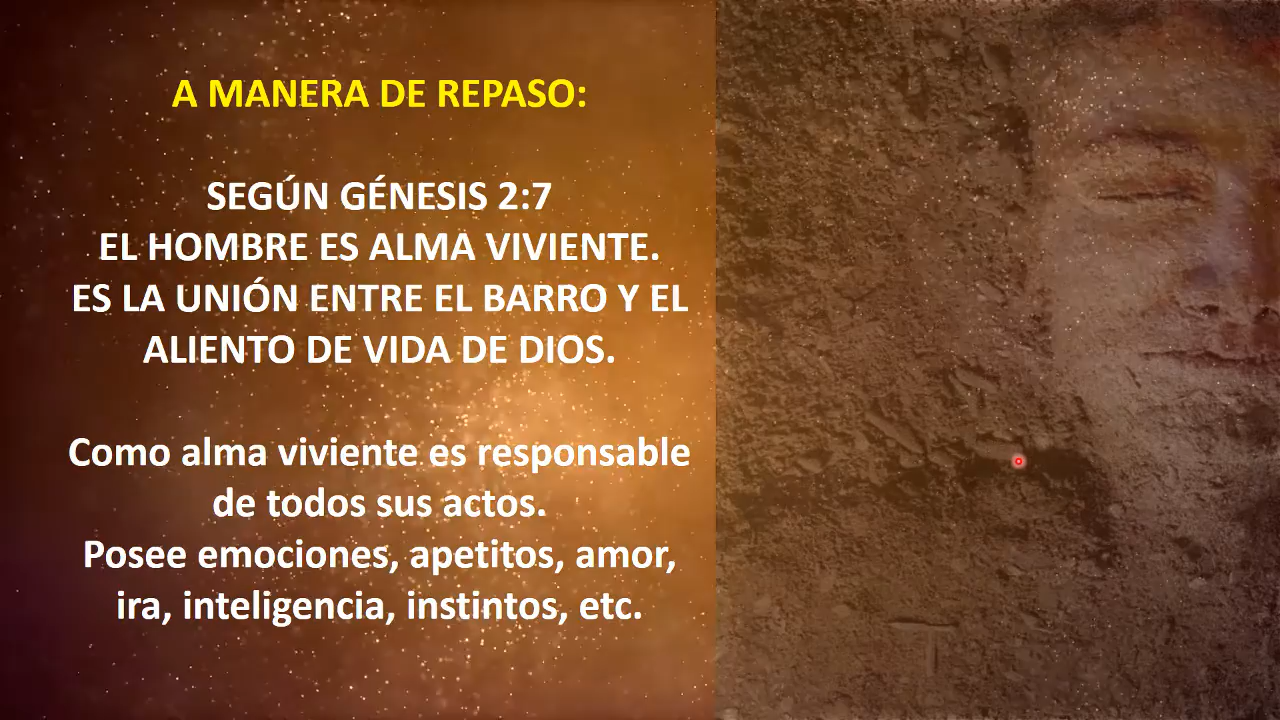 A MANERA DE REPASO:
SEGÚN GÉNESIS 2:7
EL HOMBRE ES ALMA VIVIENTE.
ES LA UNIÓN ENTRE EL BARRO Y EL
ALIENTO DE VIDA DE DIOS.
Como alma viviente es responsable
de todos sus actos.
Posee emociones, apetitos, amor,
ira, inteligencia, instintos, etc.